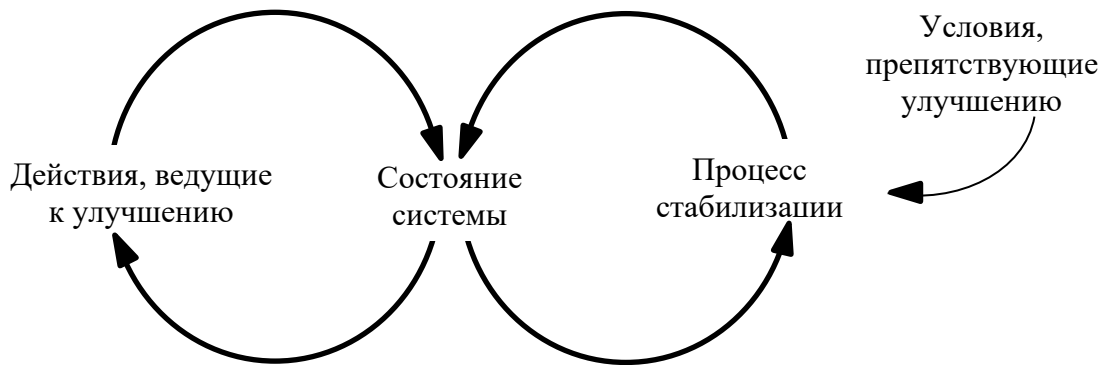 Условия,
препятствующие
улучшению
Действия, ведущие
к улучшению
Состояние
системы
Процесс
стабилизации